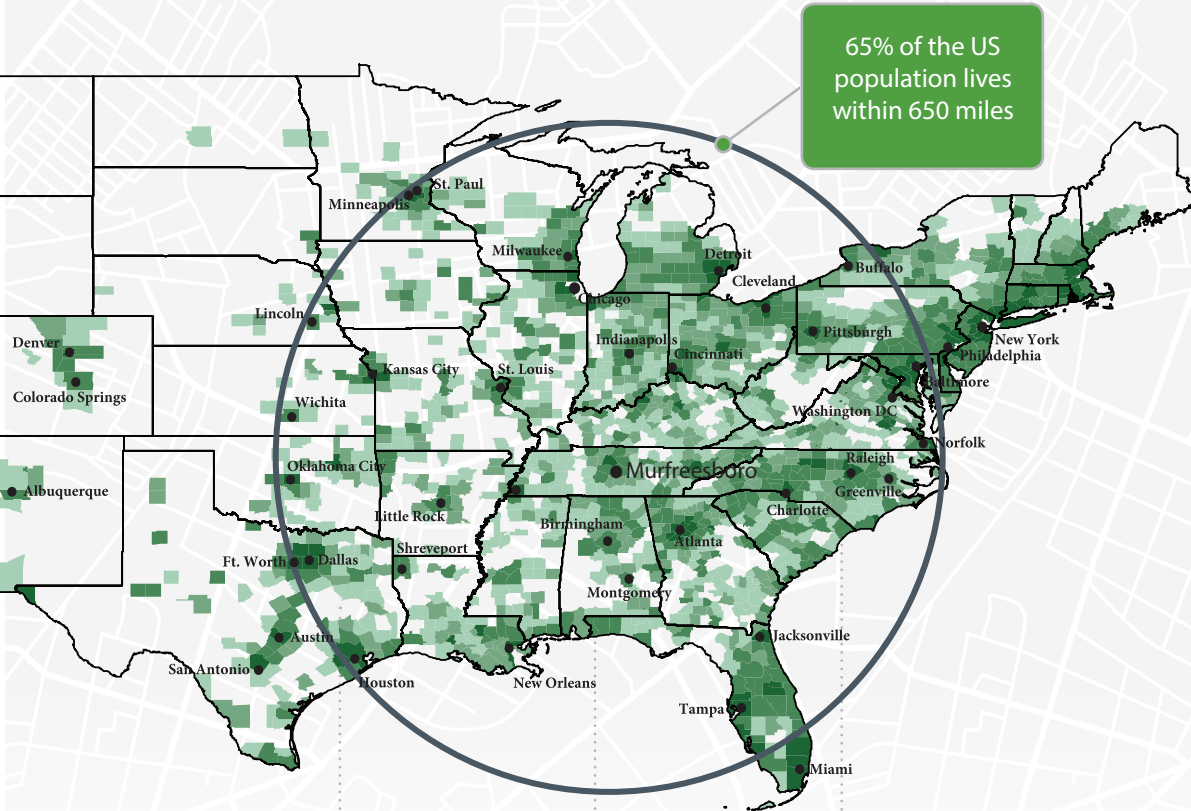 65% of the US
population lives
within 650 miles
St. Paul
Minneapolis
Milwaukee
Detroit
Buffalo
Cleveland
Chicago
Lincoln
Denver
Indianapolis
Pittsburgh
New York
Cincinnati
Philadelphia
Kansas City
St. Louis
Baltimore
Colorado Springs
Wichita
Washington DC
Norfolk
Raleigh
Oklahoma City
Murfreesboro
Albuquerque
Greenville
Little Rock
Charlotte
Birmingham
Atlanta
Shreveport
Ft. Worth
Dallas
Montgomery
Austin
Jacksonville
San Antonio
Houston
New Orleans
Tampa
Miami